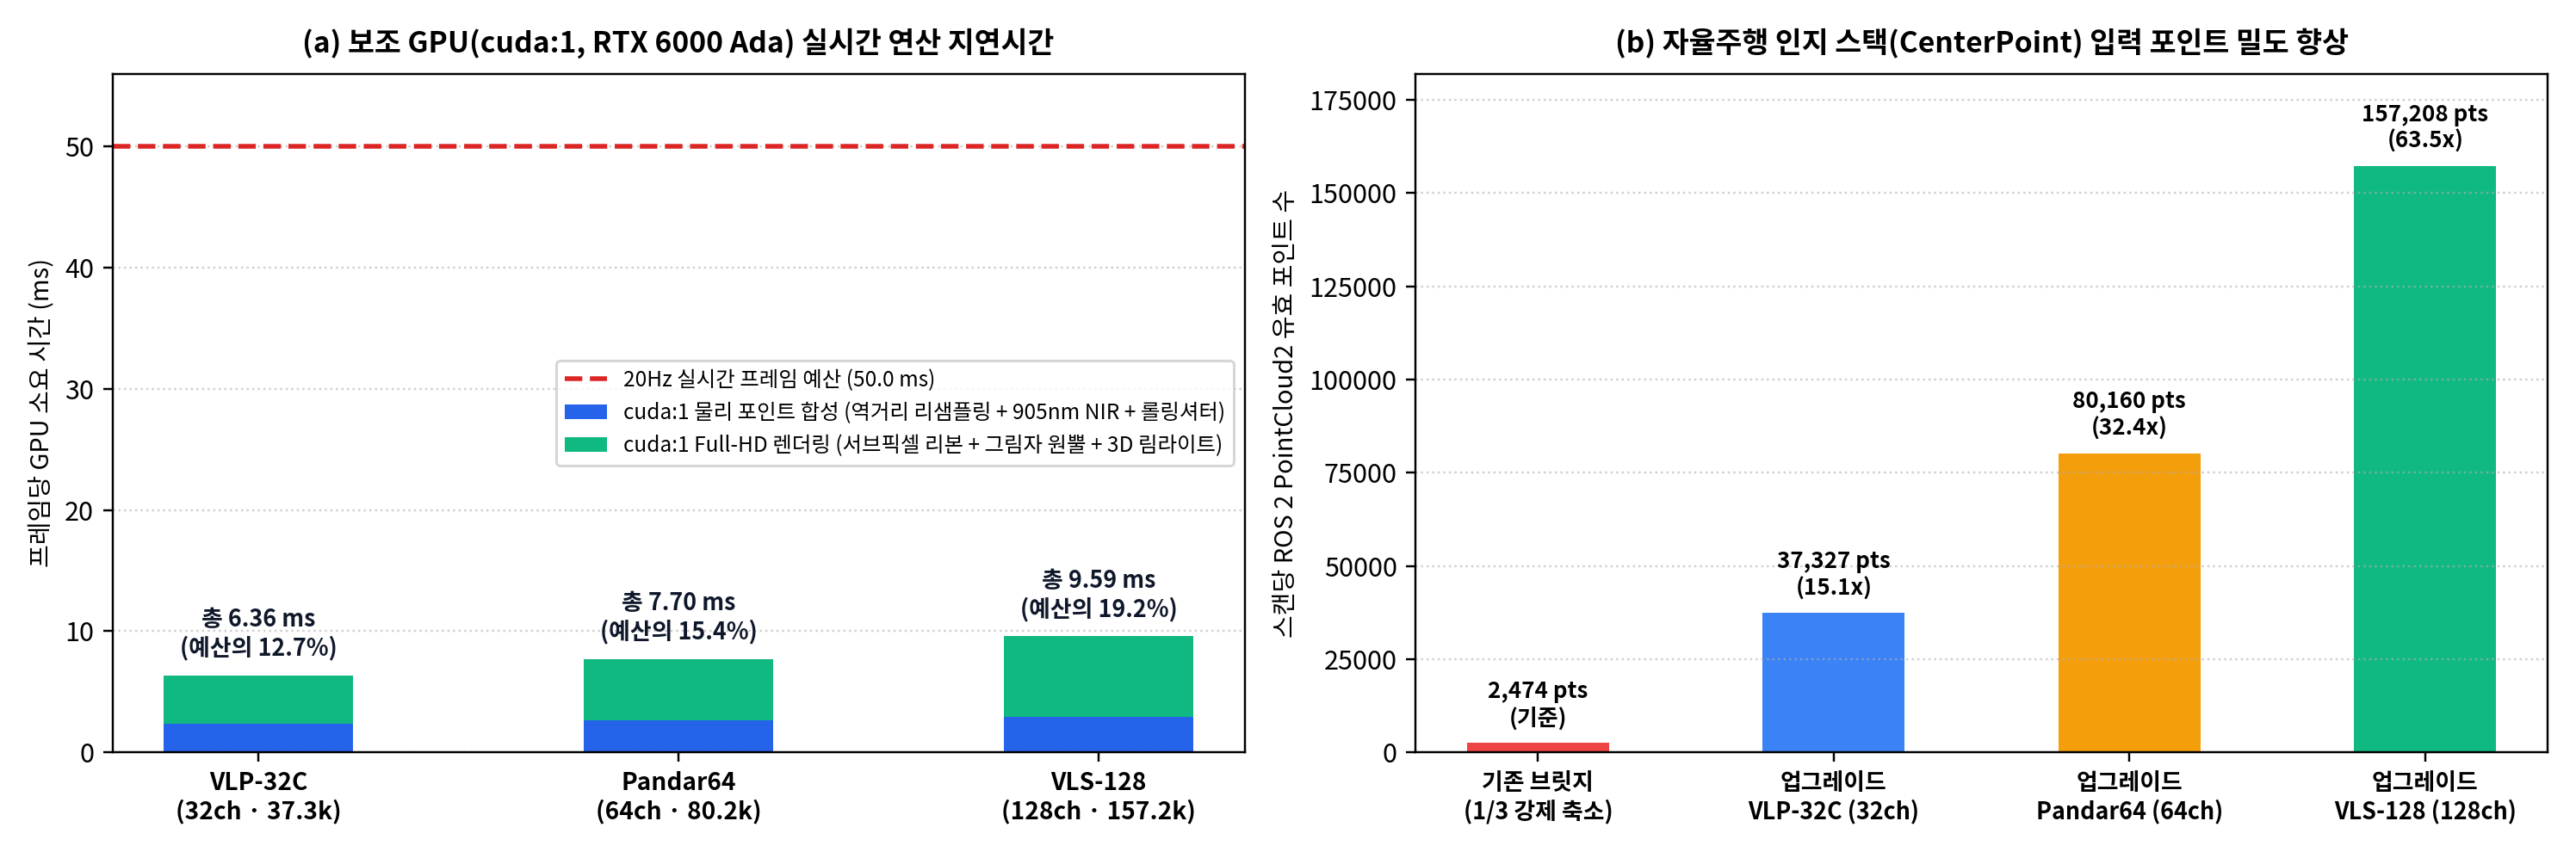 (a) 보조 GPU(cuda:1, RTX 6000 Ada) 실시간 연산 지연시간
프레임당 GPU 소요 시간 (ms)
50
40
30
20
10
0
20Hz 실시간 프레임 예산 (50.0 ms)
cuda:1 물리 포인트 합성 (역거리 리샘플링 + 905nm NIR + 롤링셔터)
cuda:1 Full-HD 렌더링 (서브픽셀 리본 + 그림자 원뿔 + 3D 림라이트)
총 6.36 ms
(예산의 12.7%)
총 7.70 ms
(예산의 15.4%)
총 9.59 ms
(예산의 19.2%)
VLP-32C
(32ch · 37.3k)
Pandar64
(64ch · 80.2k)
VLS-128
(128ch · 157.2k)
(b) 자율주행 인지 스택(CenterPoint) 입력 포인트 밀도 향상
스캔당 ROS 2 PointCloud2 유효 포인트 수
175000
150000
125000
100000
75000
50000
25000
0
2,474 pts
(기준)
37,327 pts
(15.1x)
80,160 pts
(32.4x)
157,208 pts
(63.5x)
기존 브릿지
(1/3 강제 축소)
업그레이드
VLP-32C (32ch)
업그레이드
Pandar64 (64ch)
업그레이드
VLS-128 (128ch)